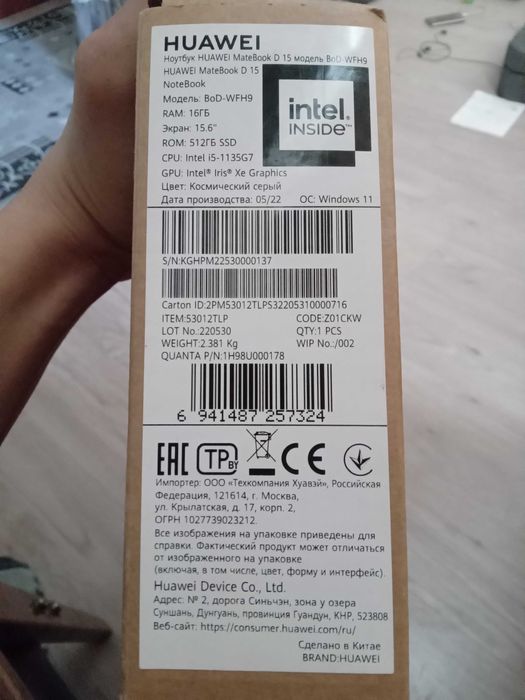 HUAWEI
Ноутбук HUAWEI MateBook D 15 модель BoD-WFH9
HUAWEI MateBook D 15
NoteBook
Модель: BoD-WFH9
RAM: 16ГБ
Экран: 15.6"
ROM: 512ГБ SSD
CPU: Intel i5-1135G7
GPU: Intel® Iris® Xe Graphics
Цвет: Космический серый
Дата производства: 05/22 ОС: Windows 11
intel.
INSIDE™
S/N:KGHPM22530000137
Carton ID:2PM53012TLPS32205310000716
ITEM:53012TLP CODE:Z01CKW
LOT No.:220530 QTY:1 PCS
WEIGHT:2.381 Kg WIP No.:/002
QUANTA P/N:1H98U000178
6 941487 257324
EAC TP BY CE
Импортер: ООО «Техкомпания Хуавэй», Российская
Федерация, 121614, г. Москва,
ул. Крылатская, д. 17, корп. 2,
ОГРН 1027739023212.
Все изображения на упаковке приведены для
справки. Фактический продукт может отличаться
от изображенного на упаковке
(включая, в том числе, цвет, форму и интерфейс).
Huawei Device Co., Ltd.
Адрес: № 2, дорога Синьчэн, зона у озера
Суншань, Дунгуань, провинция Гуандун, КНР, 523808
Веб-сайт: https://consumer.huawei.com/ru/
Сделано в Китае
BRAND:HUAWEI